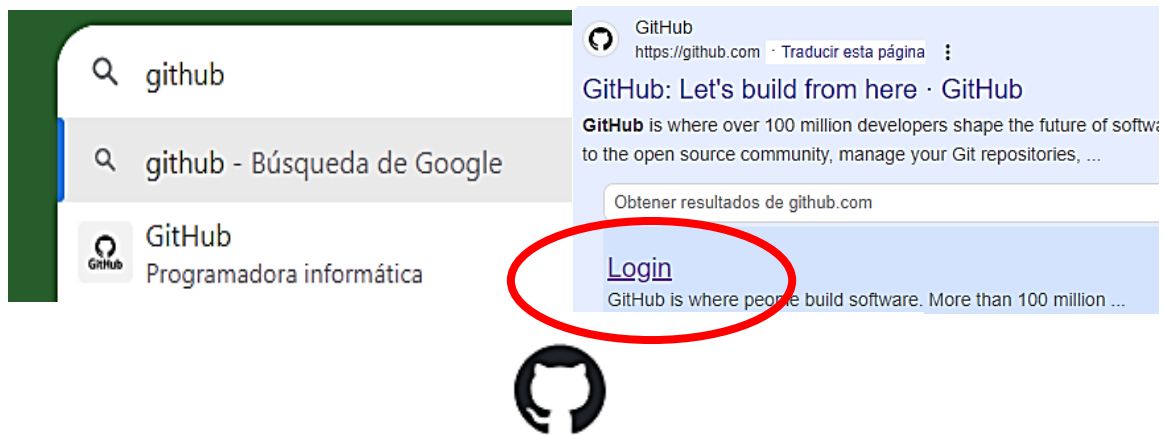 github
github - Búsqueda de Google
GitHub
GitHub
Programadora informática
GitHub
https://github.com · Traducir esta página
GitHub: Let's build from here · GitHub
GitHub is where over 100 million developers shape the future of softwa
to the open source community, manage your Git repositories, ...
Obtener resultados de github.com
Login
GitHub is where people build software. More than 100 million ...